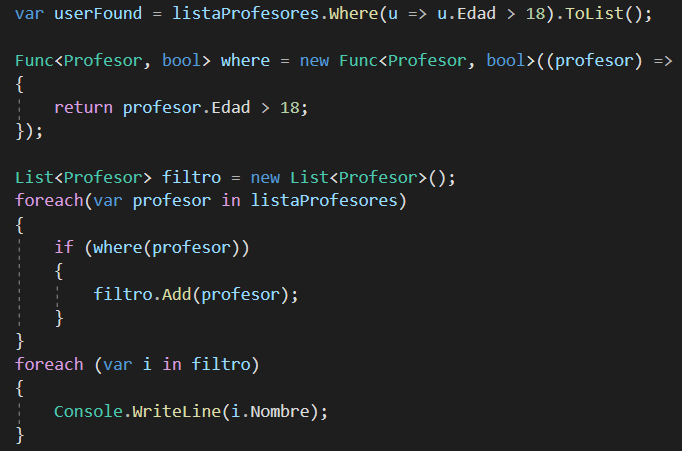 var userFound = listaProfesores.Where(u => u.Edad > 18).ToList();
Func<Profesor, bool> where = new Func<Profesor, bool>((profesor) =>
{
return profesor.Edad > 18;
});
List<Profesor> filtro = new List<Profesor>();
foreach(var profesor in listaProfesores)
{
if (where(profesor))
{
filtro.Add(profesor);
}
}
foreach (var i in filtro)
{
Console.WriteLine(i.Nombre);
}